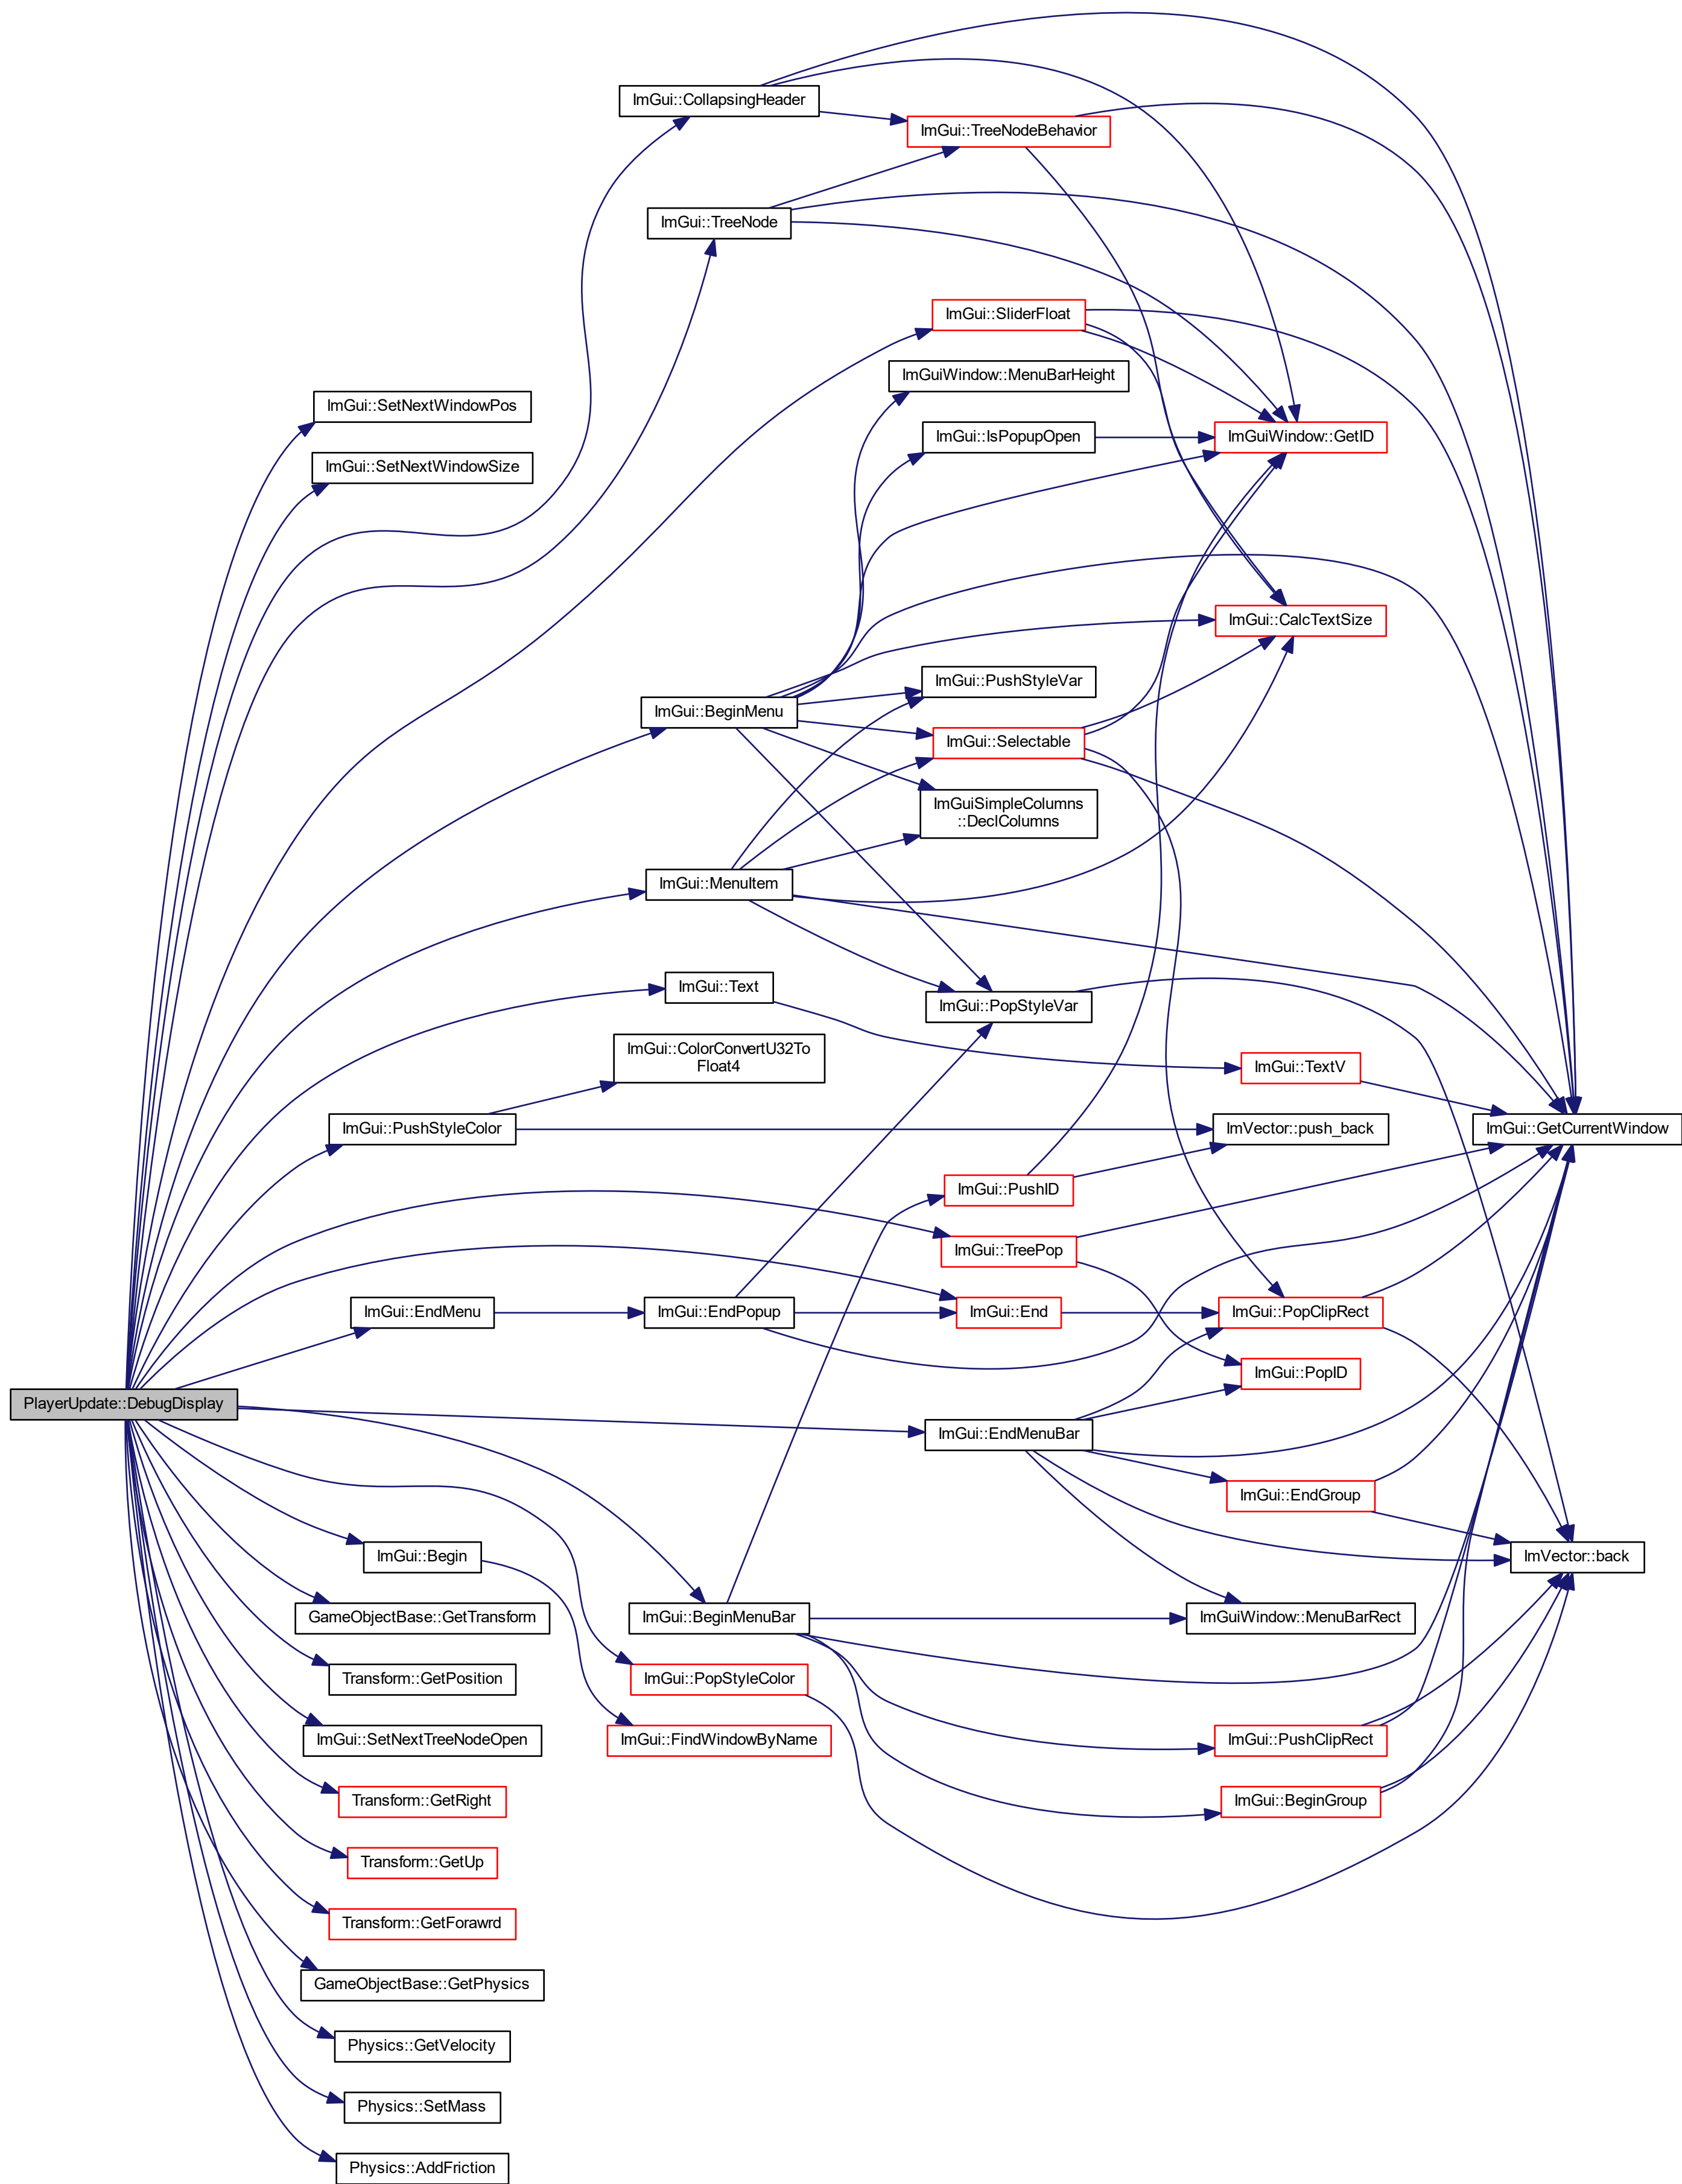 ImGui::CollapsingHeader
ImGui::TreeNodeBehavior
ImGui::TreeNode
ImGui::SliderFloat
ImGuiWindow::MenuBarHeight
ImGui::SetNextWindowPos
ImGui::IsPopupOpen
ImGuiWindow::GetID
ImGui::SetNextWindowSize
ImGui::CalcTextSize
ImGui::PushStyleVar
ImGui::BeginMenu
ImGui::Selectable
ImGuiSimpleColumns
::DeclColumns
ImGui::MenuItem
ImGui::Text
ImGui::PopStyleVar
ImGui::ColorConvertU32To
Float4
ImGui::TextV
ImGui::PushStyleColor
ImVector::push_back
ImGui::GetCurrentWindow
ImGui::PushID
ImGui::TreePop
ImGui::EndMenu
ImGui::EndPopup
ImGui::End
ImGui::PopClipRect
ImGui::PopID
PlayerUpdate::DebugDisplay
ImGui::EndMenuBar
ImGui::EndGroup
ImGui::Begin
ImVector::back
GameObjectBase::GetTransform
ImGui::BeginMenuBar
ImGuiWindow::MenuBarRect
Transform::GetPosition
ImGui::PopStyleColor
ImGui::SetNextTreeNodeOpen
ImGui::FindWindowByName
ImGui::PushClipRect
Transform::GetRight
ImGui::BeginGroup
Transform::GetUp
Transform::GetForawrd
GameObjectBase::GetPhysics
Physics::GetVelocity
Physics::SetMass
Physics::AddFriction